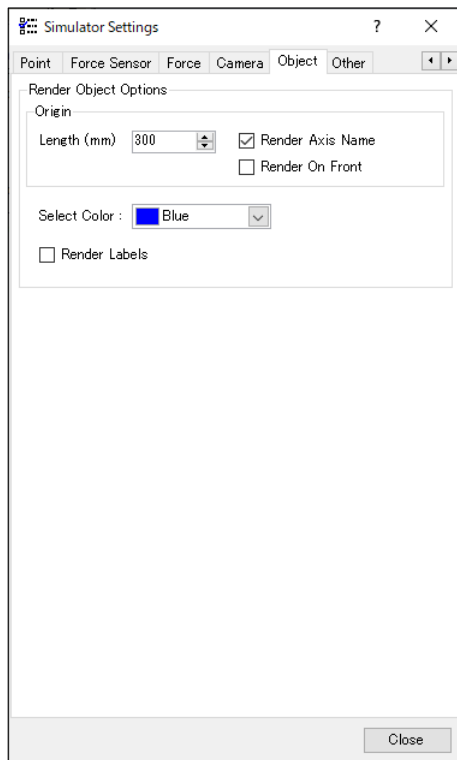 Simulator Settings ?
Point Force Sensor Force Camera Object Other
Render Object Options
Origin
Length (mm) 300 Render Axis Name
Render On Front
Select Color : Blue
Render Labels
Close